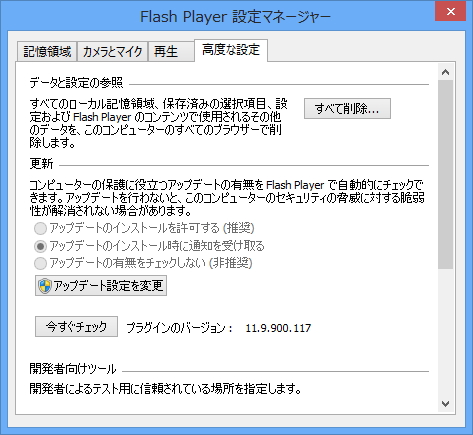 Flash Player 設定マネージャー
記憶領域 カメラとマイク 再生 高度な設定
データと設定の参照
すべてのローカル記憶領域、保存済みの選択項目、設
定および Flash Player のコンテンツで使用されるその他
のデータを、このコンピューターのすべてのブラウザーで削
除します。
すべて削除...
更新
コンピューターの保護に役立つアップデートの有無を Flash Player で自動的にチェックで
きます。アップデートを行わないと、このコンピューターのセキュリティの脅威に対する脆弱
性が解消されない場合があります。
アップデートのインストールを許可する (推奨)
アップデートのインストール時に通知を受け取る
アップデートの有無をチェックしない (非推奨)
アップデート設定を変更
今すぐチェック プラグインのバージョン : 11.9.900.117
開発者向けツール
開発者によるテスト用に信頼されている場所を指定します。